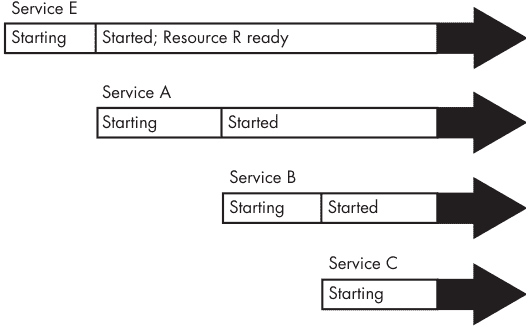 Service E
Starting
Started; Resource R ready
Service A
Starting
Started
Service B
Starting
Started
Service C
Starting